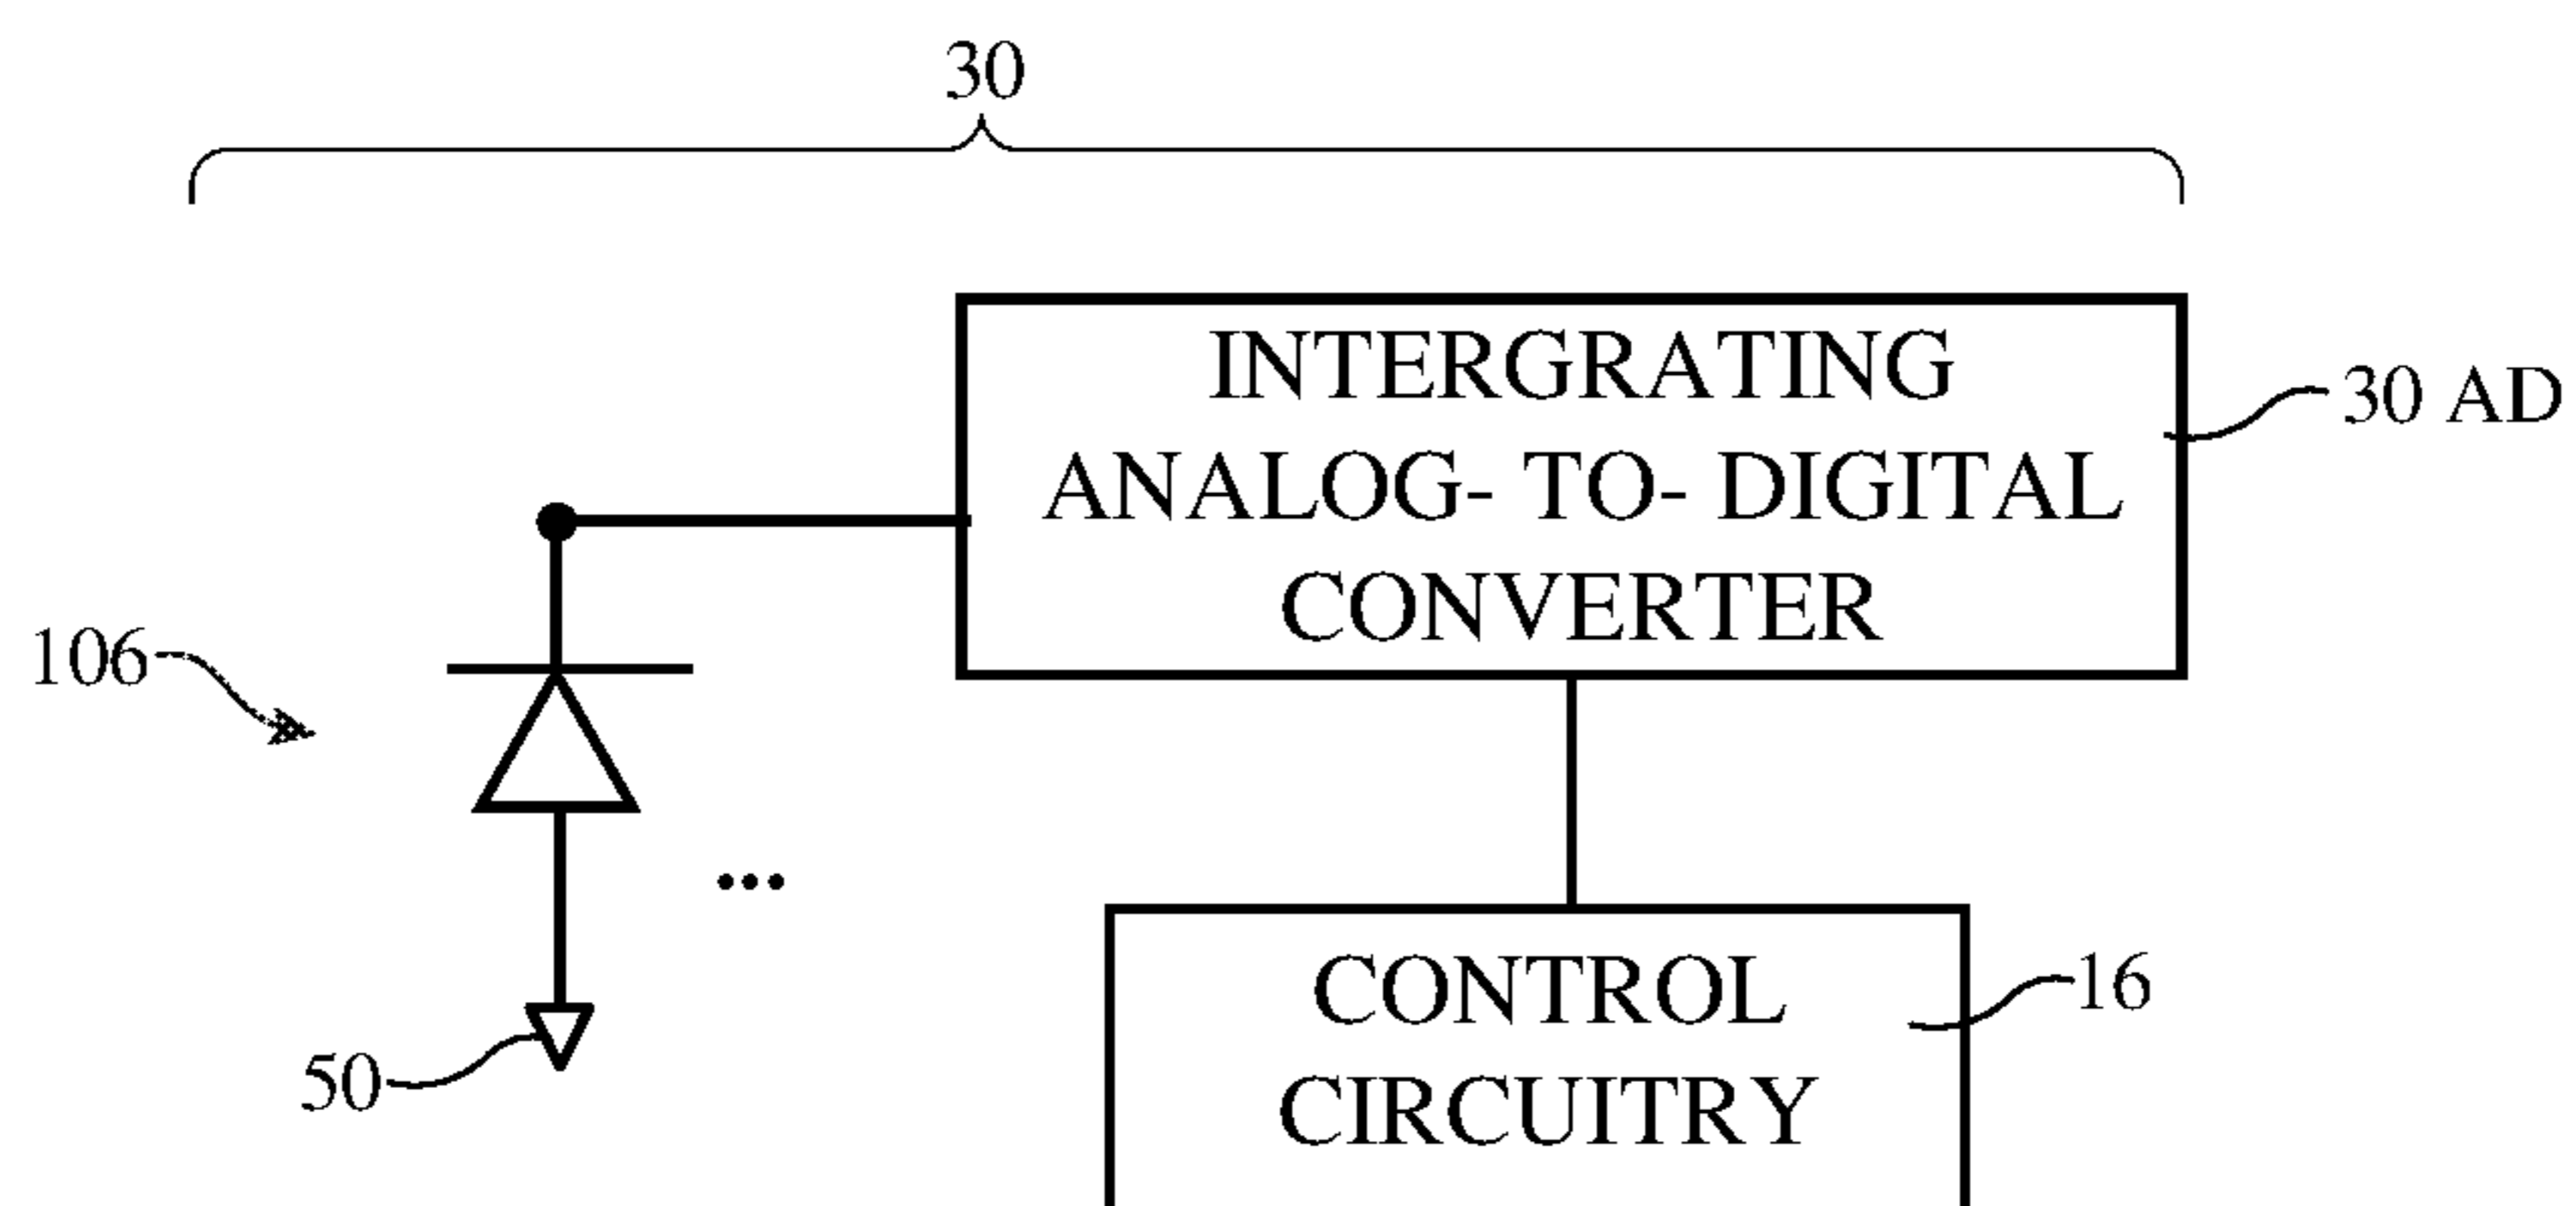 30
INTERGRATING
ANALOG- TO- DIGITAL
CONVERTER
30 AD
106
...
CONTROL
CIRCUITRY
16
50